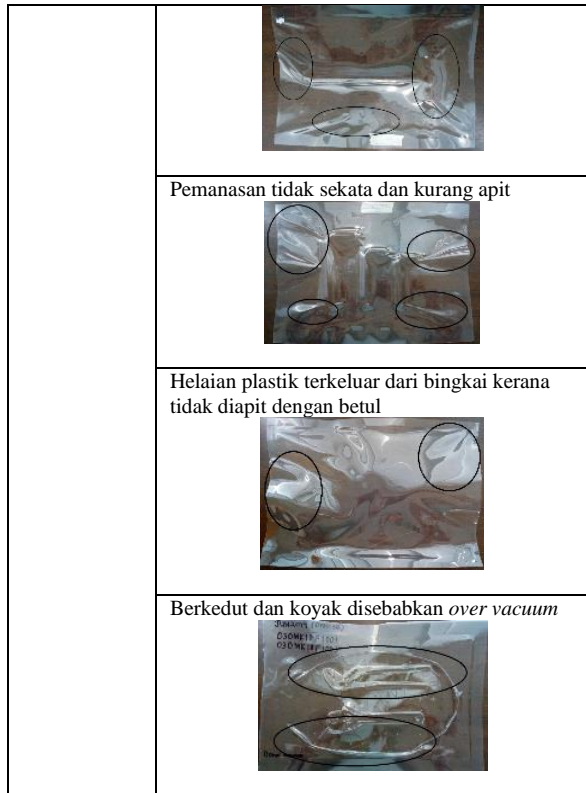 Pemanasan tidak sekata dan kurang apit
Helaian plastik terkeluar dari bingkai kerana
tidak diapit dengan betul
Berkedut dan koyak disebabkan over vacuum